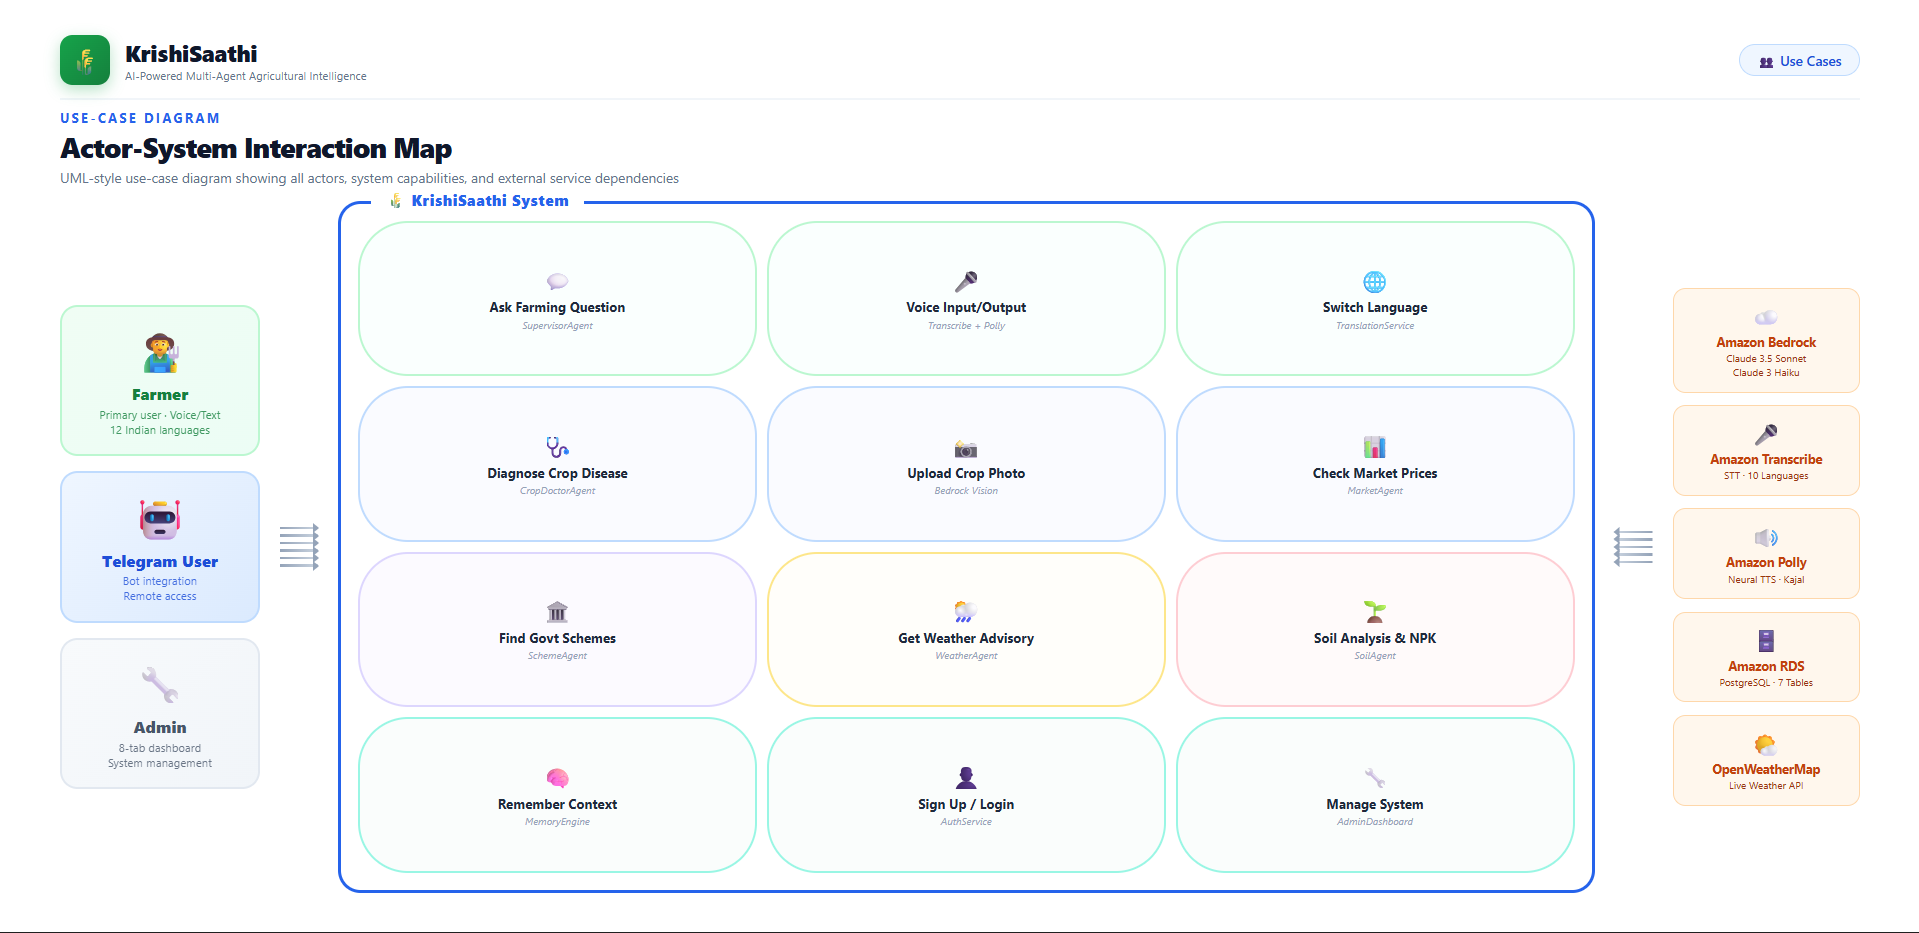 KrishiSaathi
AI-Powered Multi-Agent Agricultural Intelligence
Use Cases
USE-CASE DIAGRAM
Actor-System Interaction Map
UML-style use-case diagram showing all actors, system capabilities, and external service dependencies
Farmer
Primary user · Voice/Text
12 Indian languages
Telegram User
Bot integration
Remote access
Admin
8-tab dashboard
System management
KrishiSaathi System
Ask Farming Question
SupervisorAgent
Voice Input/Output
Transcribe + Polly
Switch Language
TranslationService
Diagnose Crop Disease
CropDoctorAgent
Upload Crop Photo
Bedrock Vision
Check Market Prices
MarketAgent
Find Govt Schemes
SchemeAgent
Get Weather Advisory
WeatherAgent
Soil Analysis & NPK
SoilAgent
Remember Context
MemoryEngine
Sign Up / Login
AuthService
Manage System
AdminDashboard
Amazon Bedrock
Claude 3.5 Sonnet
Claude 3 Haiku
Amazon Transcribe
STT · 10 Languages
Amazon Polly
Neural TTS · Kajal
Amazon RDS
PostgreSQL · 7 Tables
OpenWeatherMap
Live Weather API